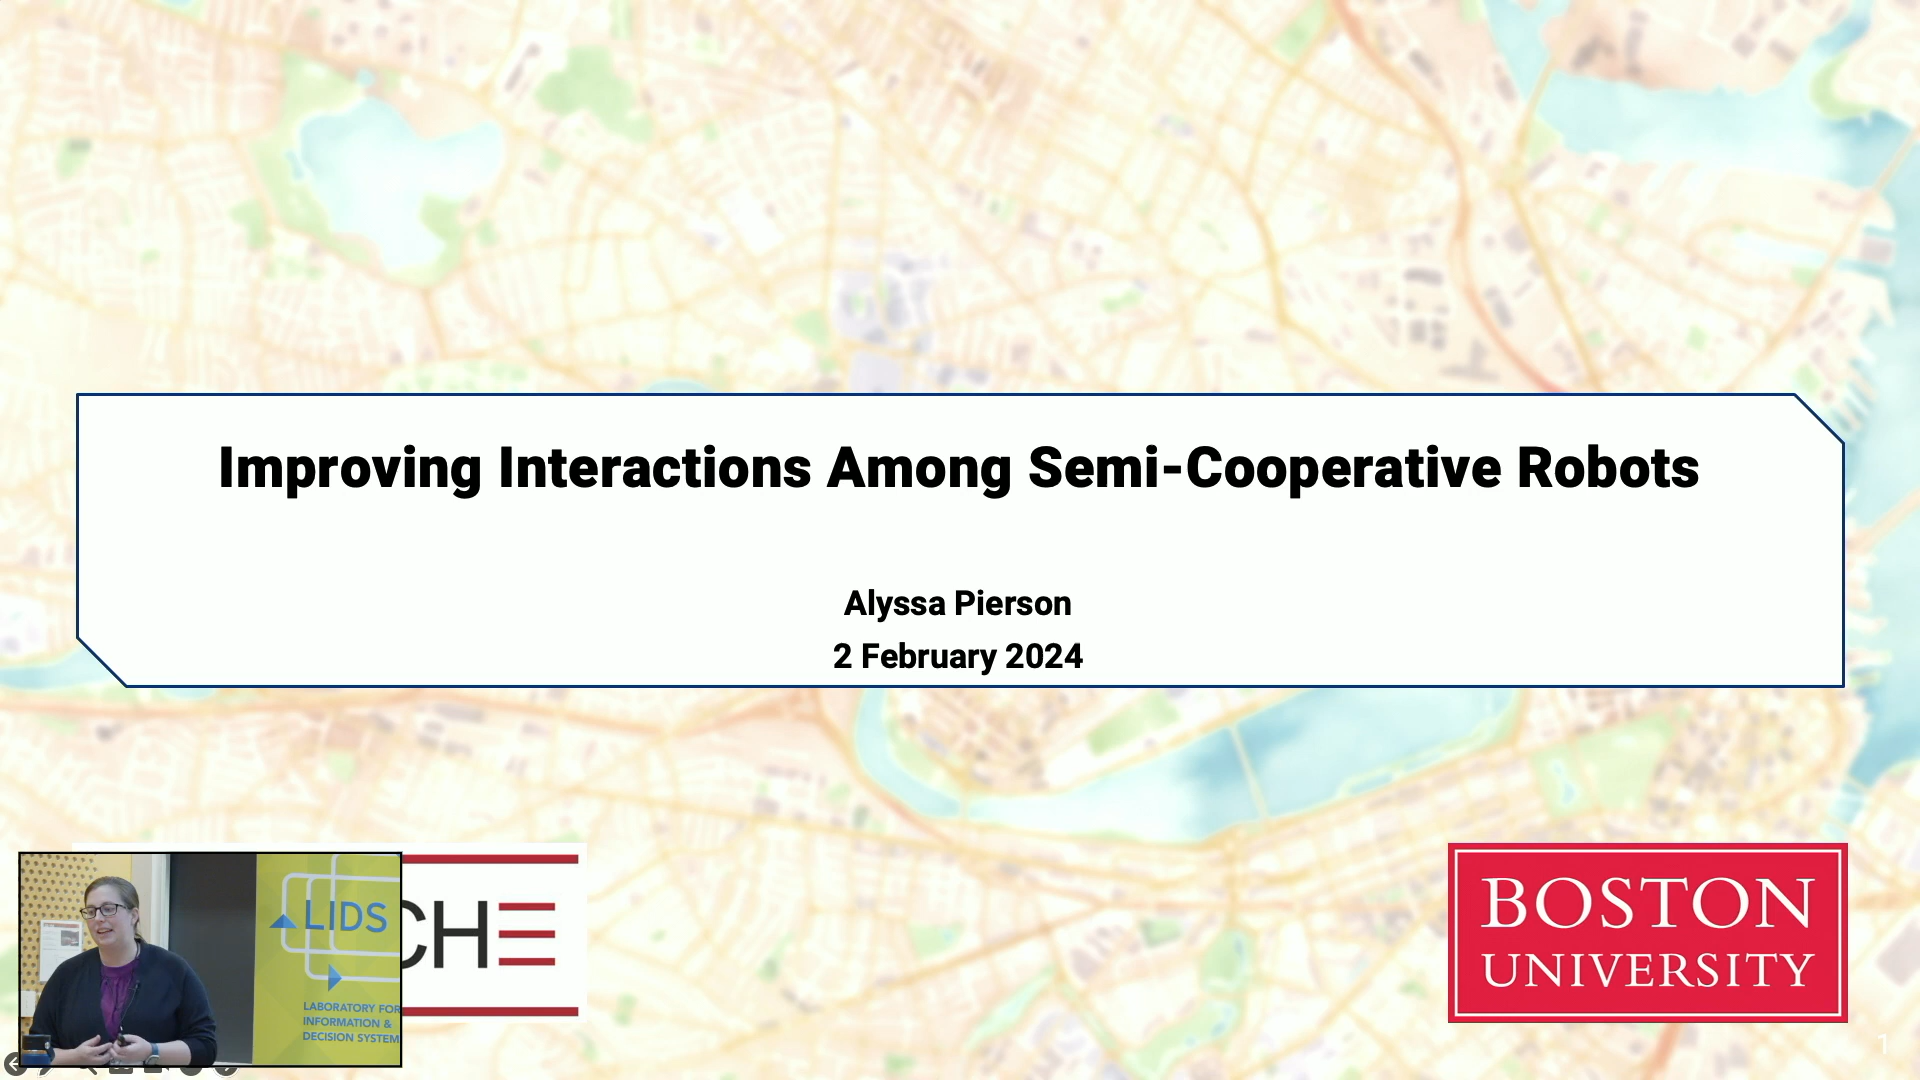 Improving Interactions Among Semi-Cooperative Robots
Alyssa Pierson
2 February 2024
LIDS
LABORATORY FOR
INFORMATION &
DECISION SYSTEM
CHE
BOSTON
UNIVERSITY
1